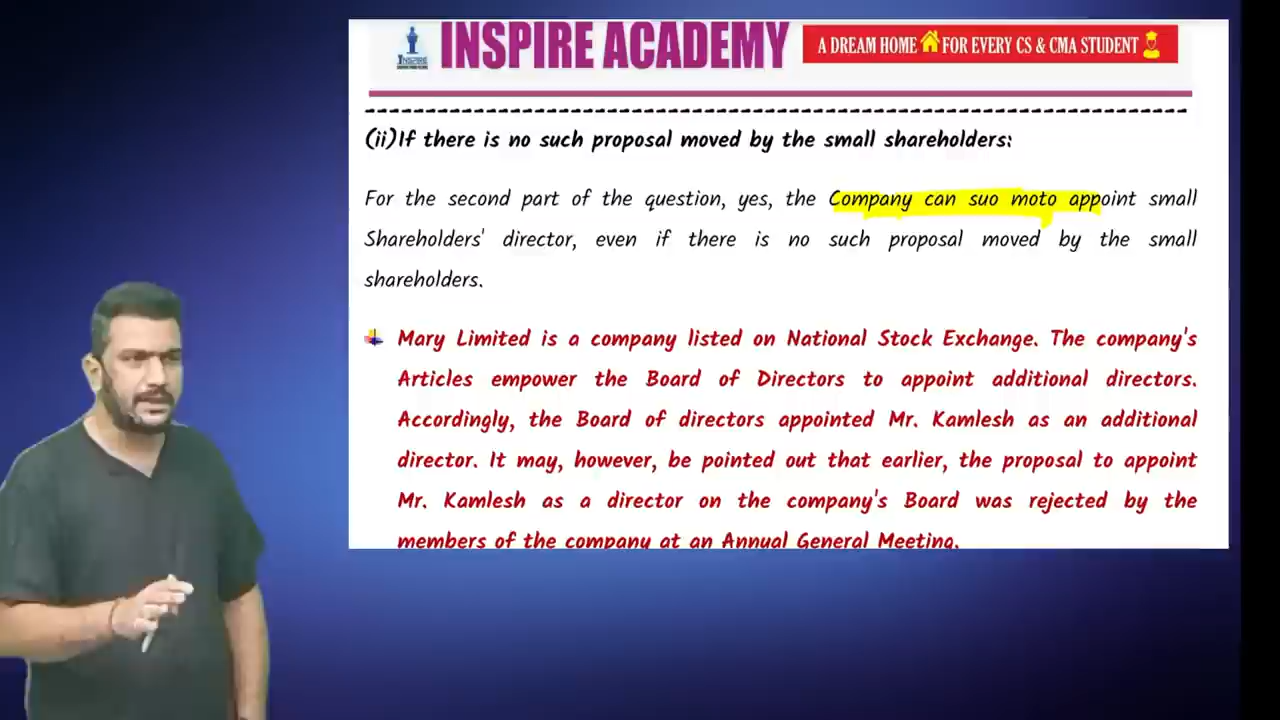 INSPIRE ACADEMY
A DREAM HOME FOR EVERY CS & CMA STUDENT
INSPIRE
(ii)If there is no such proposal moved by the small shareholders:
For the second part of the question, yes, the Company can suo moto appoint small
Shareholders' director, even if there is no such proposal moved by the small
shareholders.
Mary Limited is a company listed on National Stock Exchange. The company's
Articles empower the Board of Directors to appoint additional directors.
Accordingly, the Board of directors appointed Mr. Kamlesh as an additional
director. It may, however, be pointed out that earlier, the proposal to appoint
Mr. Kamlesh as a director on the company's Board was rejected by the
members of the company at an Annual General Meeting.